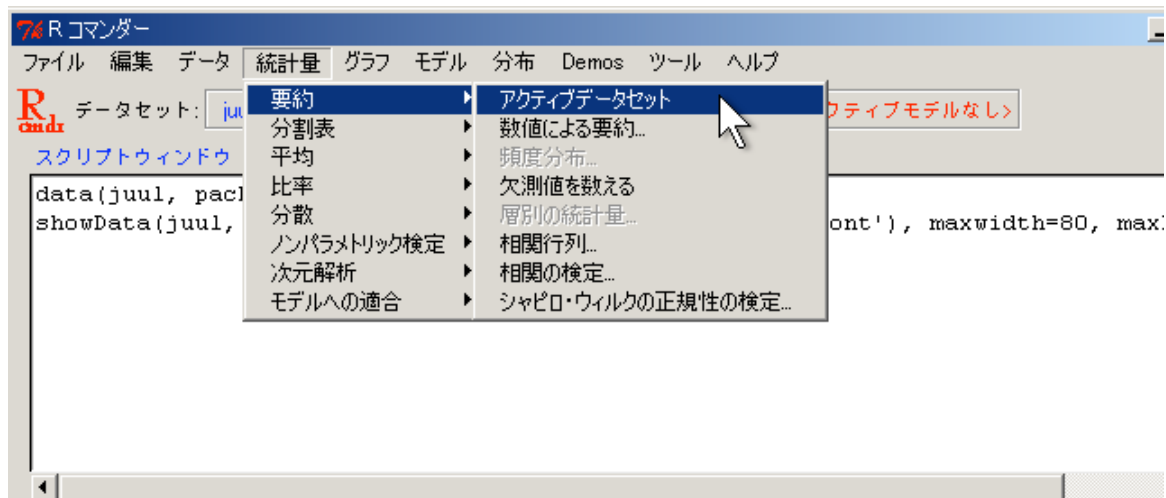 R コマンダー
ファイル 編集 データ 統計量 グラフ モデル 分布 Demos ツール ヘルプ
R cmdr データセット: クティブモデルなし>
スクリプトウィンドウ
data(juul,
showData(juul, ont'), maxwidth=80,
要約
分割表
平均
比率
分散
ノンパラメトリック検定
次元解析
モデルへの適合
アクティブデータセット
数値による要約...
頻度分布...
欠測値を数える
層別の統計量...
相関行列...
相関の検定...
シャピロ・ウィルクの正規性の検定...